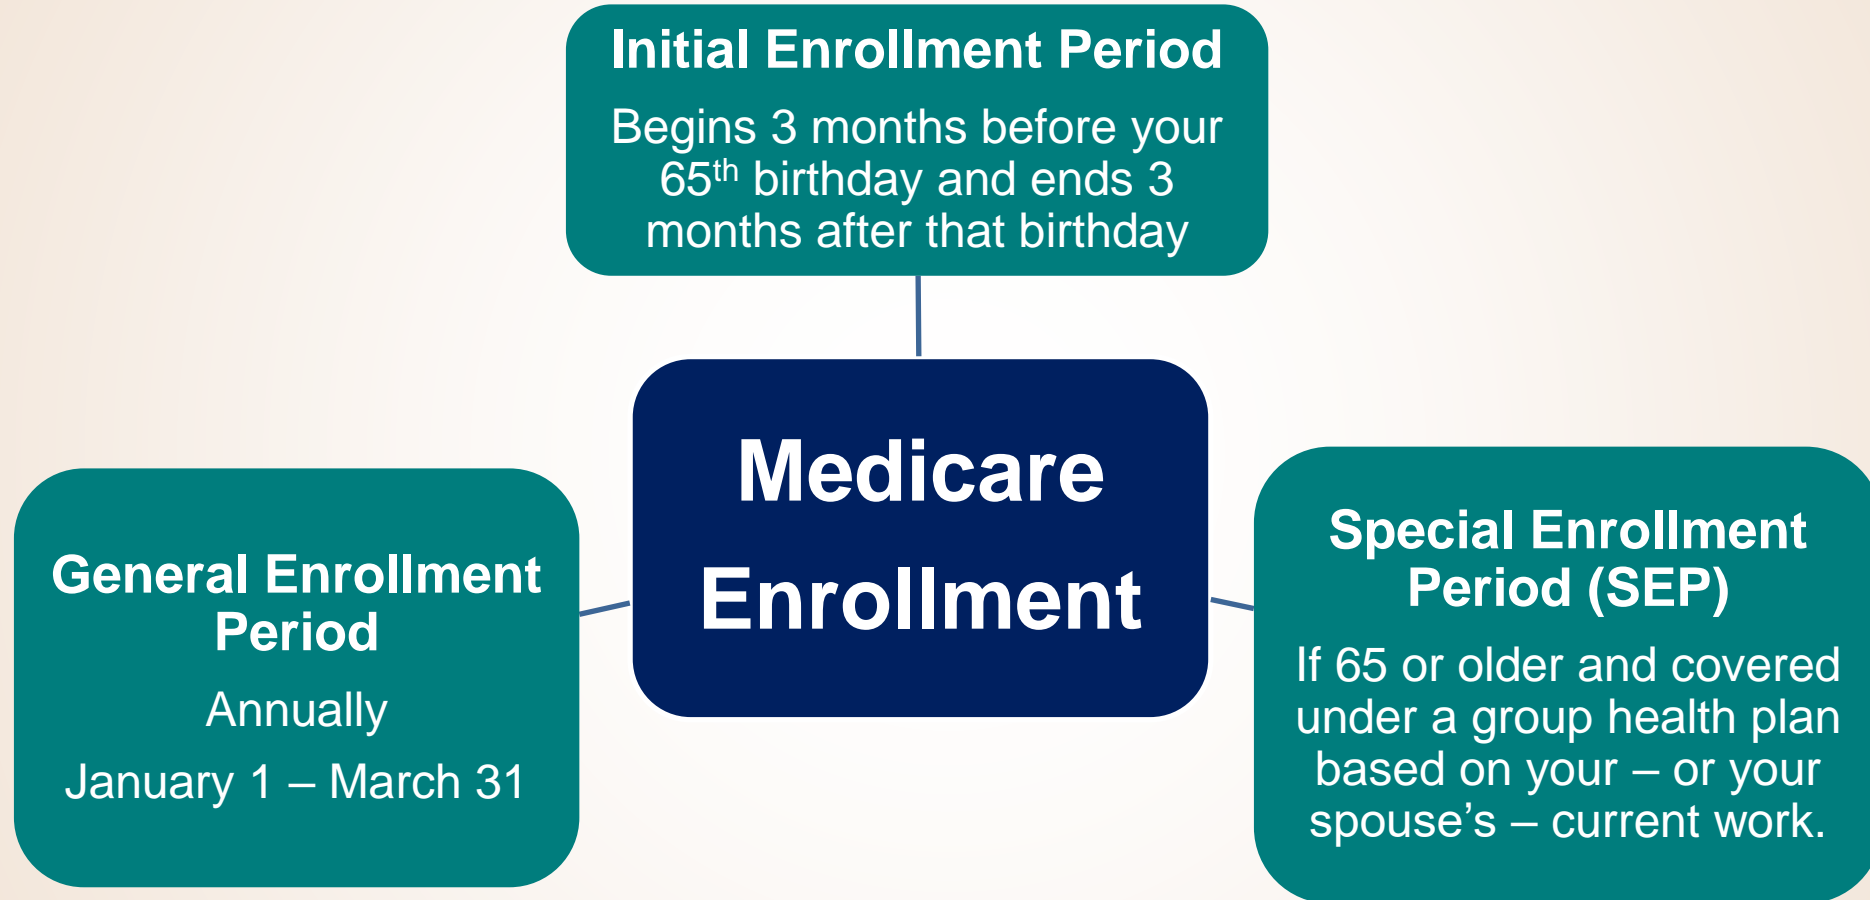 Initial Enrollment Period
Begins 3 months before your
65th birthday and ends 3
months after that birthday
Medicare
Enrollment
General Enrollment
Period
Annually
January 1 – March 31
Special Enrollment
Period (SEP)
If 65 or older and covered
under a group health plan
based on your – or your
spouse’s – current work.